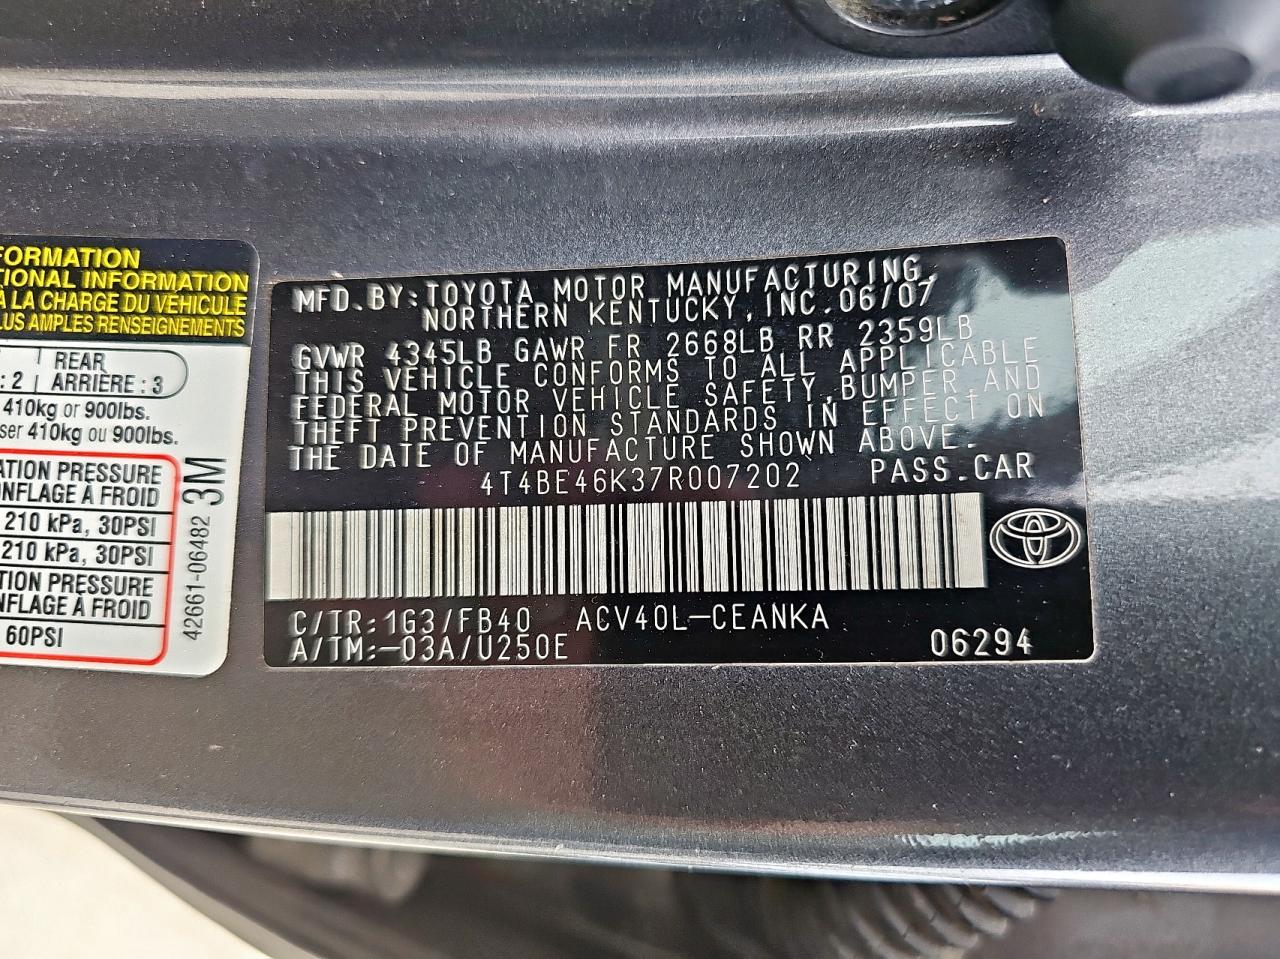 FORMATION
TIONAL INFORMATION
À LA CHARGE DU VÉHICULE
LUS AMPLES RENSEIGNEMENTS
REAR
: 2 | ARRIÈRE : 3
410kg or 900lbs.
ser 410kg ou 900lbs.
ATION PRESSURE
ONFLAGE À FROID
210 kPa, 30PSI
210 kPa, 30PSI
TION PRESSURE
NFLAGE À FROID
60PSI
42661-06482 3M
MFD.BY:TOYOTA MOTOR MANUFACTURING,
NORTHERN KENTUCKY,INC.06/07
GVWR 4345LB GAWR FR 2668LB RR 2359LB
THIS VEHICLE CONFORMS TO ALL APPLICABLE
FEDERAL MOTOR VEHICLE SAFETY,BUMPER,AND
THEFT PREVENTION STANDARDS IN EFFECT ON
THE DATE OF MANUFACTURE SHOWN ABOVE.
4T4BE46K37R007202 PASS.CAR
C/TR:1G3/FB40 ACV40L-CEANKA
A/TM:-03A/U250E
06294